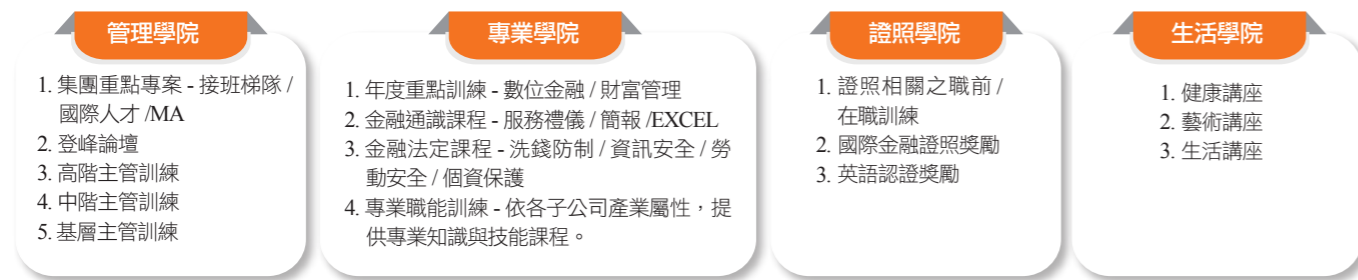 管理學院
1. 集團重點專案 - 接班梯隊 /
國際人才 /MA
2. 登峰論壇
3. 高階主管訓練
4. 中階主管訓練
5. 基層主管訓練
專業學院
1. 年度重點訓練 - 數位金融 / 財富管理
2. 金融通識課程 - 服務禮儀 / 簡報 /EXCEL
3. 金融法定課程 - 洗錢防制 / 資訊安全 / 勞
動安全 / 個資保護
4. 專業職能訓練 - 依各子公司產業屬性，提
供專業知識與技能課程。
證照學院
1. 證照相關之職前 /
在職訓練
2. 國際金融證照獎勵
3. 英語認證獎勵
生活學院
1. 健康講座
2. 藝術講座
3. 生活講座